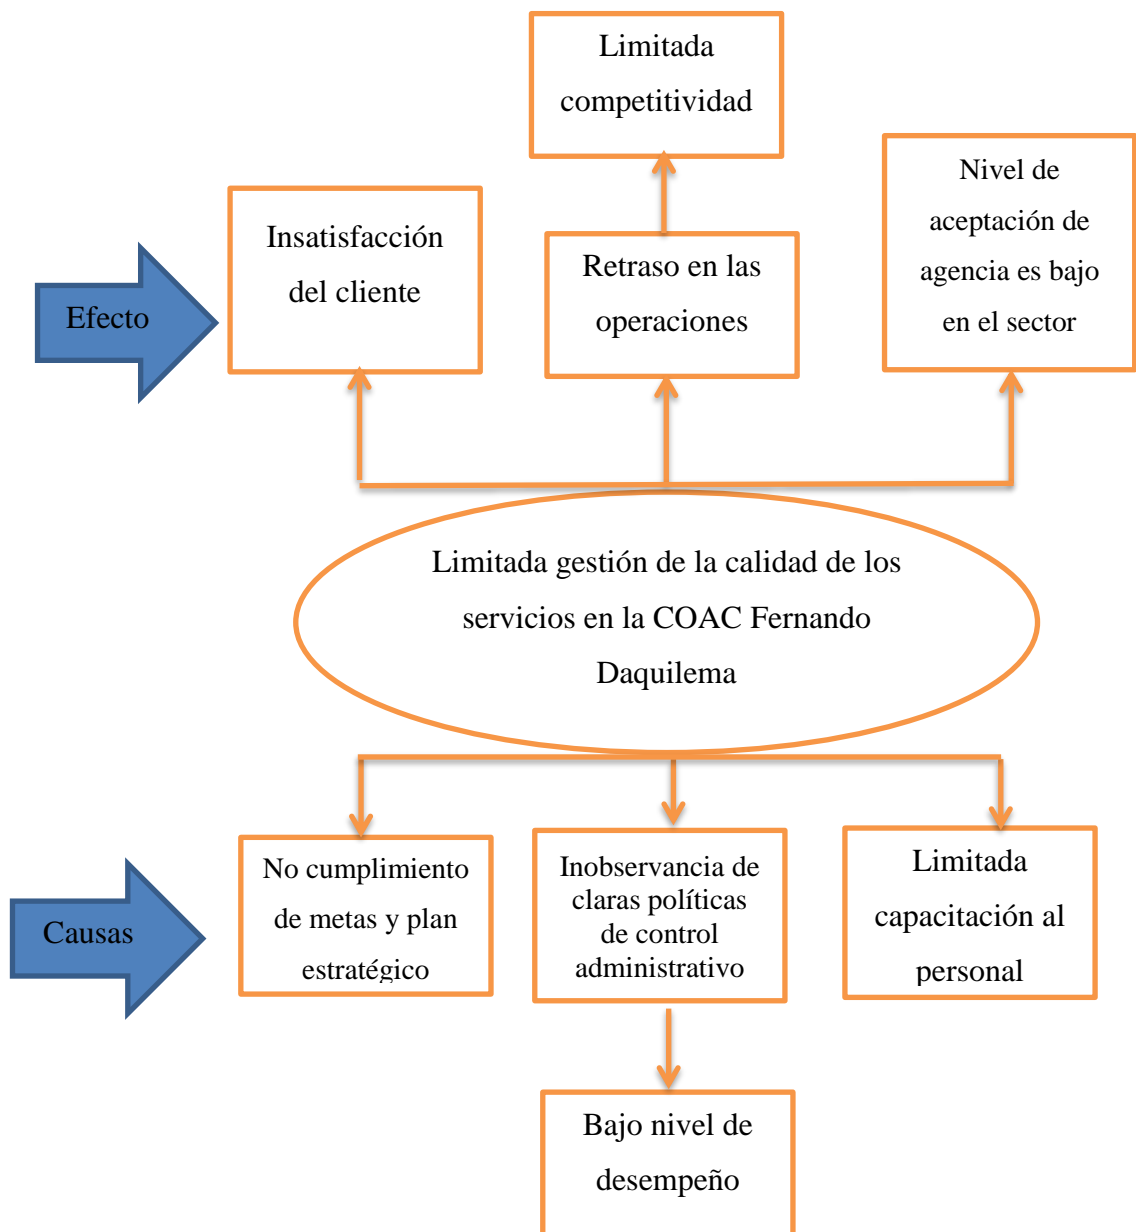 Limitada
competitividad
Nivel de
aceptación de
agencia es bajo
en el sector
Insatisfacción
del cliente
Retraso en las
operaciones
Efecto
Limitada gestión de la calidad de los
servicios en la COAC Fernando
Daquilema
No cumplimiento
de metas y plan
estratégico
Inobservancia de
claras políticas
de control
administrativo
Limitada
capacitación al
personal
Causas
Bajo nivel de
desempeño